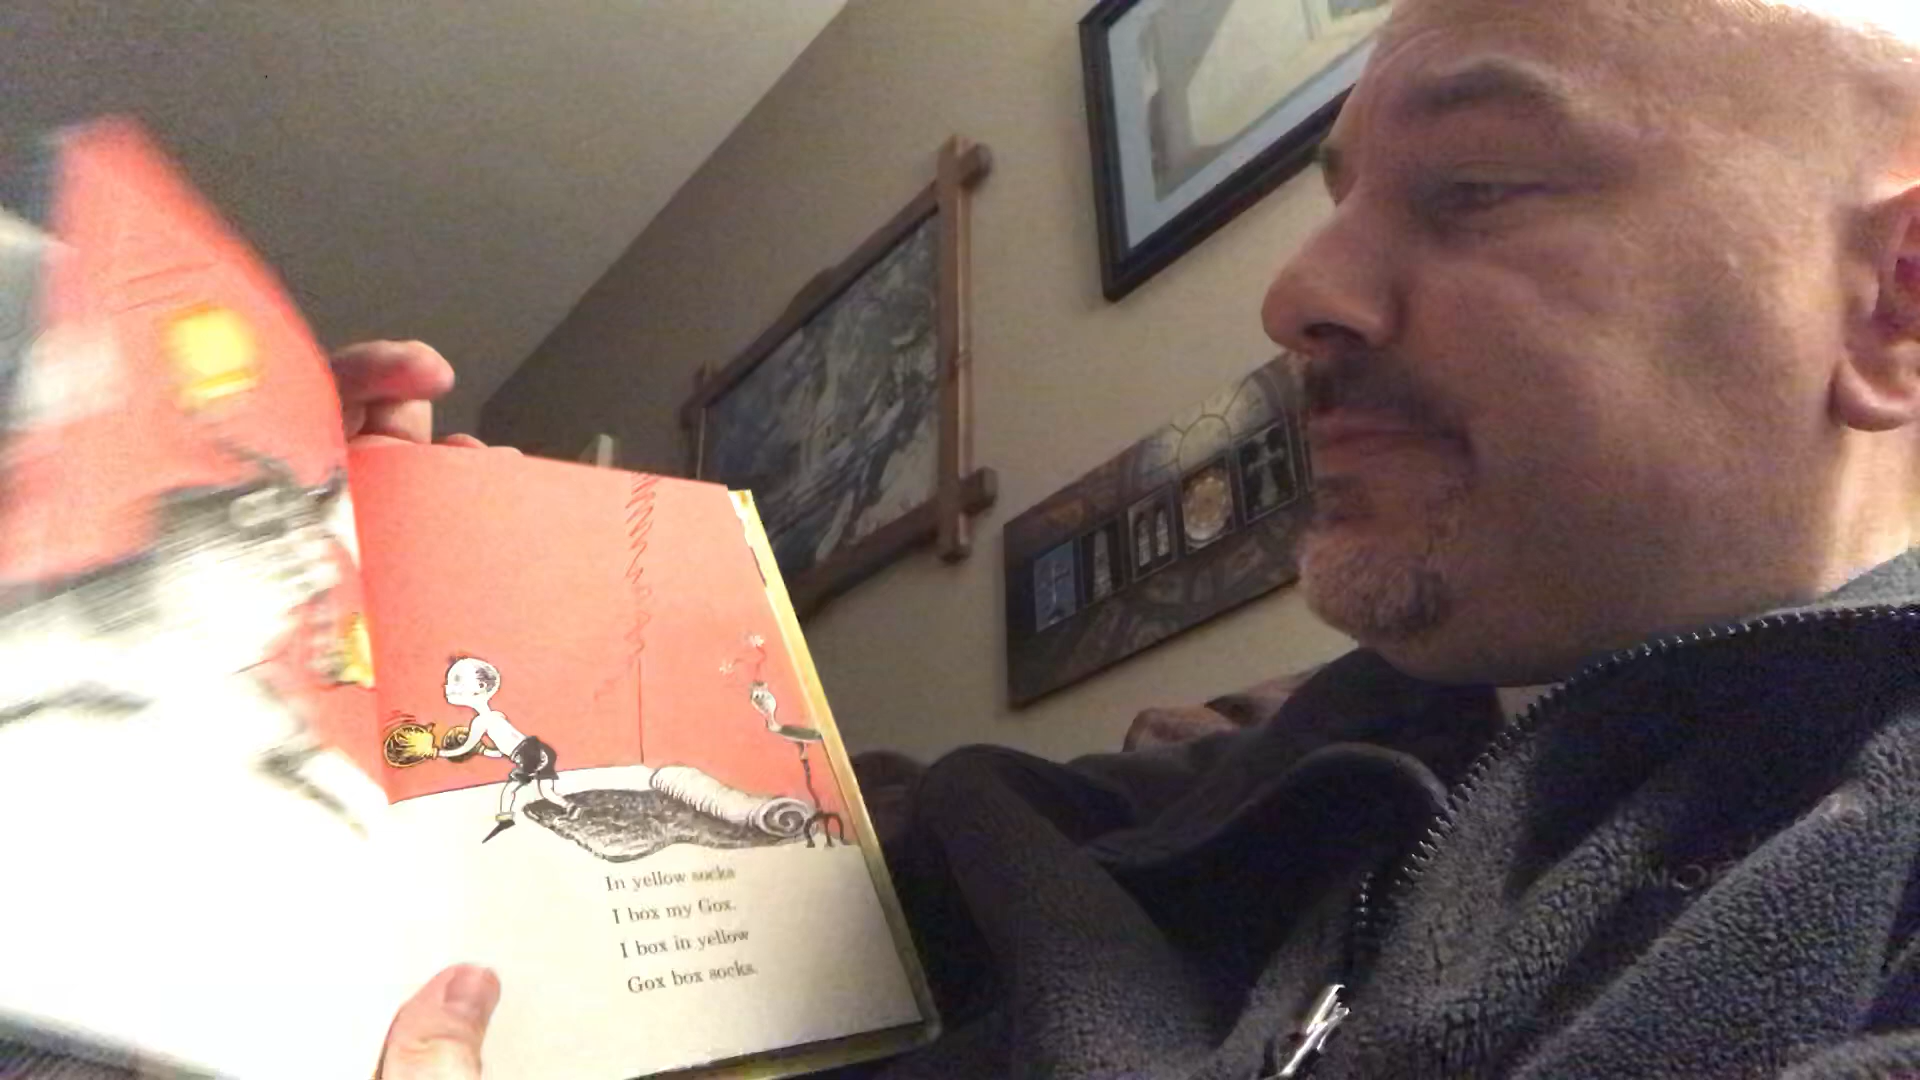 In yellow socks
I box my Gox.
I box in yellow
Gox box socks.